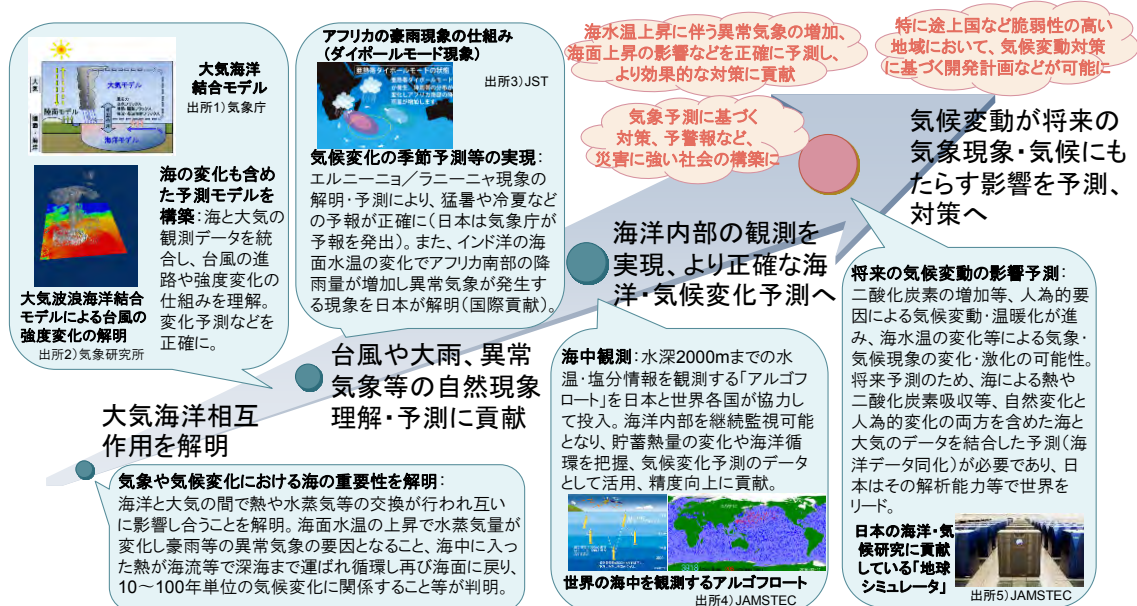 大気海洋
結合モデル
出所1)気象庁
大気モデル
陸面モデル
海洋モデル
海の変化も含め
た予測モデルを
構築：海と大気の
観測データを統
合し、台風の進
路や強度変化の
仕組みを理解。
変化予測などを
正確に。
大気波浪海洋結合
モデルによる台風の
強度変化の解明
出所2)気象研究所
アフリカの豪雨現象の仕組み
(ダイポールモード現象)
出所3)JST
亜熱帯ダイポールモードの状態
気候変化の季節予測等の実現：
エルニーニョ／ラニーニャ現象の
解明・予測により、猛暑や冷夏など
の予報が正確に(日本は気象庁が
予報を発出)。また、インド洋の海
面水温の変化でアフリカ南部の降
雨量が増加し異常気象が発生す
る現象を日本が解明(国際貢献)。
海水温上昇に伴う異常気象の増加、
海面上昇の影響などを正確に予測し、
より効果的な対策に貢献
特に途上国など脆弱性の高い
地域において、気候変動対策
に基づく開発計画などが可能に
気象予測に基づく
対策、予警報など、
災害に強い社会の構築に
気候変動が将来の
気象現象・気候にも
たらす影響を予測、
対策へ
海洋内部の観測を
実現、より正確な海
洋・気候変化予測へ
台風や大雨、異常
気象等の自然現象
理解・予測に貢献
大気海洋相互
作用を解明
気象や気候変化における海の重要性を解明：
海洋と大気の間で熱や水蒸気等の交換が行われ互い
に影響し合うことを解明。海面水温の上昇で水蒸気量が
変化し豪雨等の異常気象の要因となること、海中に入っ
た熱が海流等で深海まで運ばれ循環し再び海面に戻り、
10～100年単位の気候変化に関係すること等が判明。
海中観測：水深2000mまでの水
温・塩分情報を観測する「アルゴフ
ロート」を日本と世界各国が協力し
て投入。海洋内部を継続監視可能
となり、貯蓄熱量の変化や海洋循
環を把握、気候変化予測のデータ
として活用、精度向上に貢献。
世界の海中を観測するアルゴフロート
出所4)JAMSTEC
将来の気候変動の影響予測：
二酸化炭素の増加等、人為的要
因による気候変動・温暖化が進
み、海水温の変化等による気象・
気候現象の変化・激化の可能性。
将来予測のため、海による熱や
二酸化炭素吸収等、自然変化と
人為的変化の両方を含めた海と
大気のデータを結合した予測(海
洋データ同化)が必要であり、日
本はその解析能力等で世界を
リード。
日本の海洋・気
候研究に貢献
している「地球
シミュレータ」
出所5)JAMSTEC